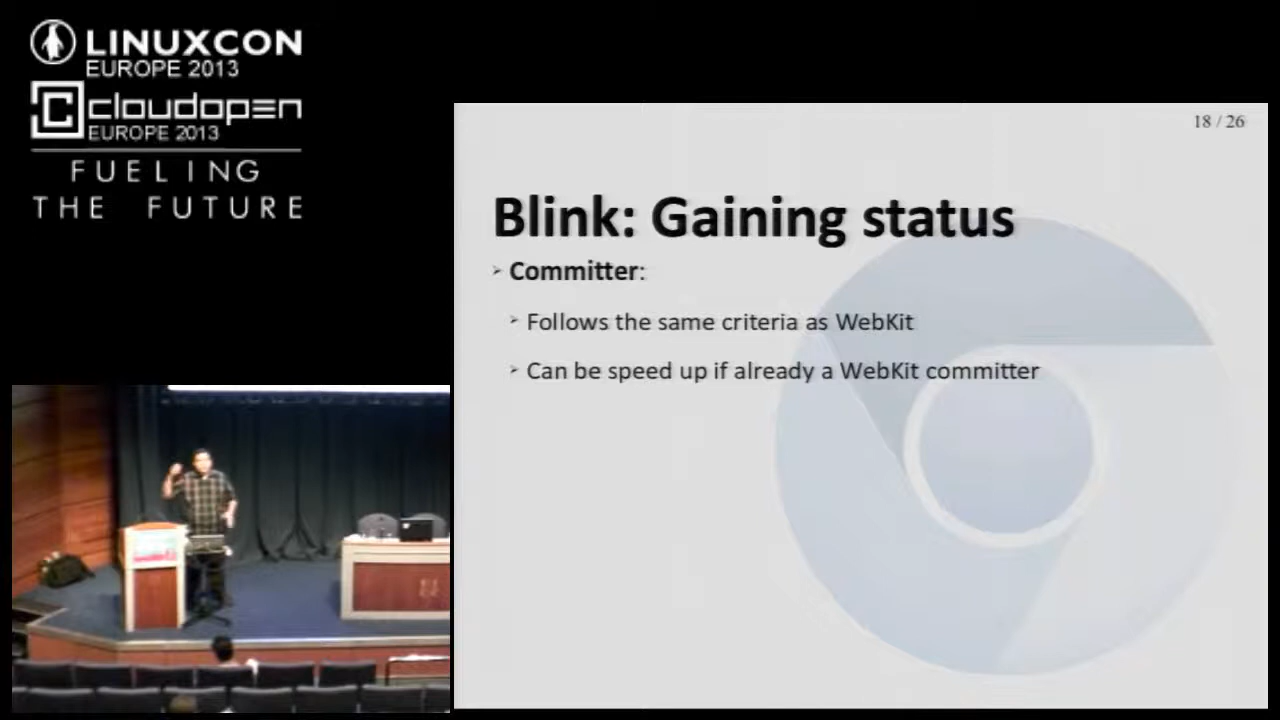 LINUXCON
EUROPE 2013
cloudopen
EUROPE 2013
FUELING
THE FUTURE
18 / 26
Blink: Gaining status
Committer:
Follows the same criteria as WebKit
Can be speed up if already a WebKit committer